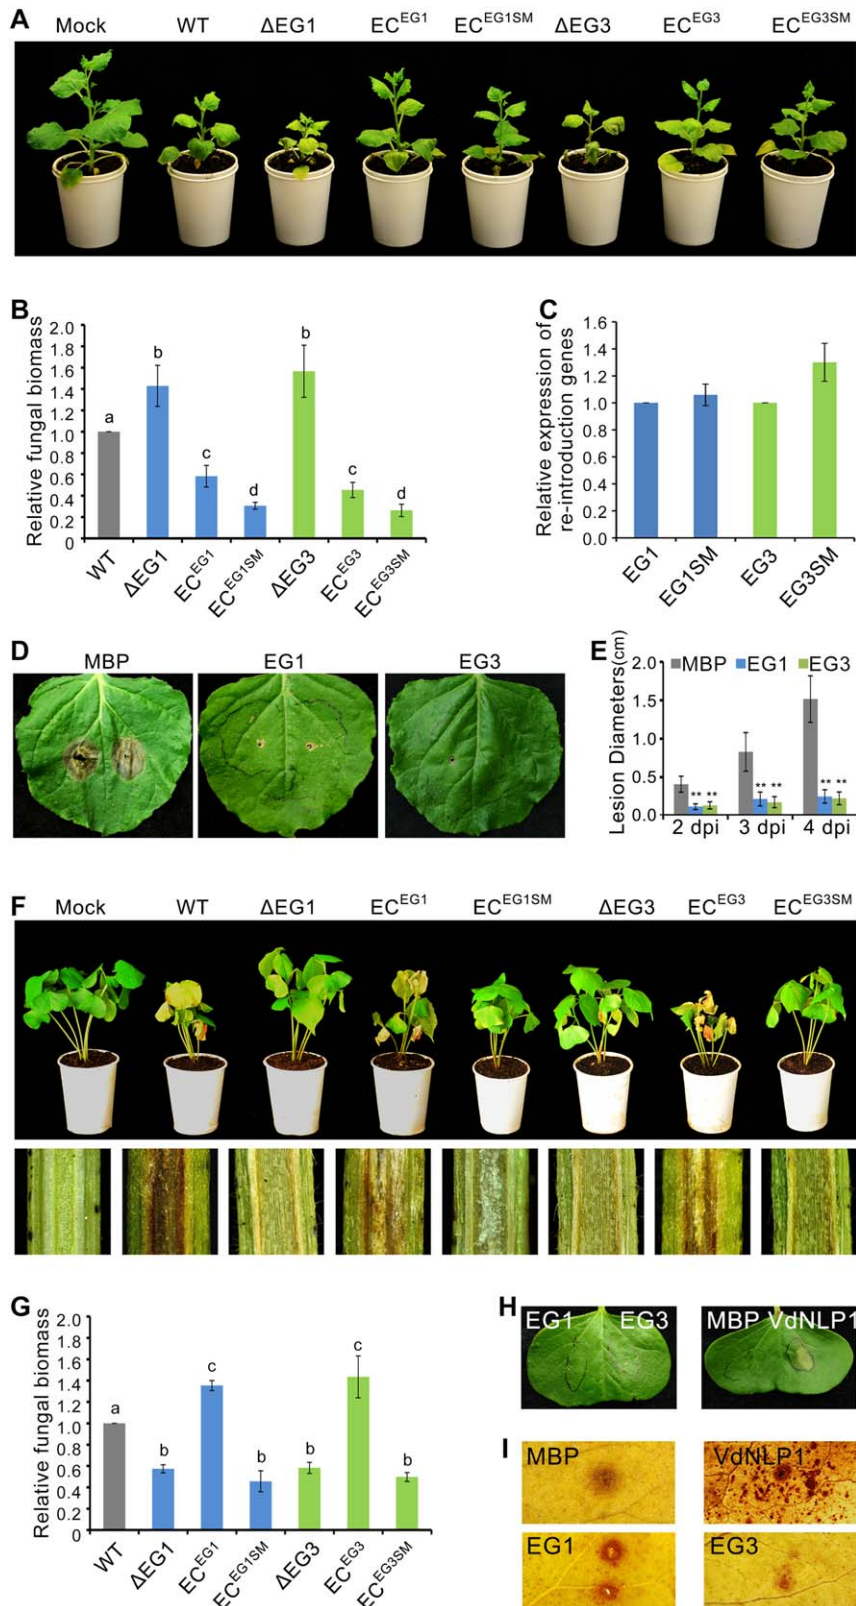 A
Mock WT ΔEG1 EC^EG1 EC^EG1SM ΔEG3 EC^EG3 EC^EG3SM
B
Relative fungal biomass
2.0
1.8
1.6
1.4
1.2
1.0
0.8
0.6
0.4
0.2
0
a b c d b c d
WT ΔEG1 EC^EG1 EC^EG1SM ΔEG3 EC^EG3 EC^EG3SM
C
Relative expression of
re-introduction genes
1.6
1.4
1.2
1.0
0.8
0.6
0.4
0.2
0.0
EG1 EG1SM EG3 EG3SM
D
MBP EG1 EG3
E
Lesion Diameters(cm)
MBP EG1 EG3
2.0
1.5
1.0
0.5
0.0
** ** ** ** ** **
2 dpi 3 dpi 4 dpi
F
Mock WT ΔEG1 EC^EG1 EC^EG1SM ΔEG3 EC^EG3 EC^EG3SM
G
Relative fungal biomass
2.0
1.8
1.6
1.4
1.2
1.0
0.8
0.6
0.4
0.2
0
a b c b b c b
WT ΔEG1 EC^EG1 EC^EG1SM ΔEG3 EC^EG3 EC^EG3SM
H
EG1 EG3 MBP VdNLP1
I
MBP VdNLP1
EG1 EG3